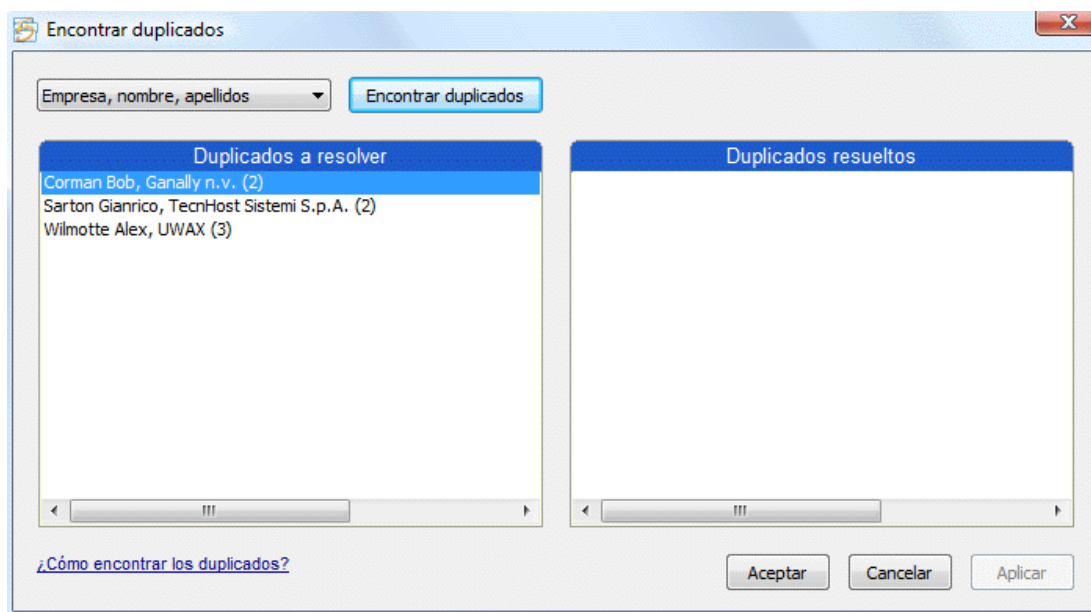 Encontrar duplicados
Empresa, nombre, apellidos
Encontrar duplicados
Duplicados a resolver
Corman Bob, Ganally n.v. (2)
Sarton Gianrico, TecnHost Sistemi S.p.A. (2)
Wilmotte Alex, UWAX (3)
Duplicados resueltos
¿Cómo encontrar los duplicados?
Aceptar
Cancelar
Aplicar